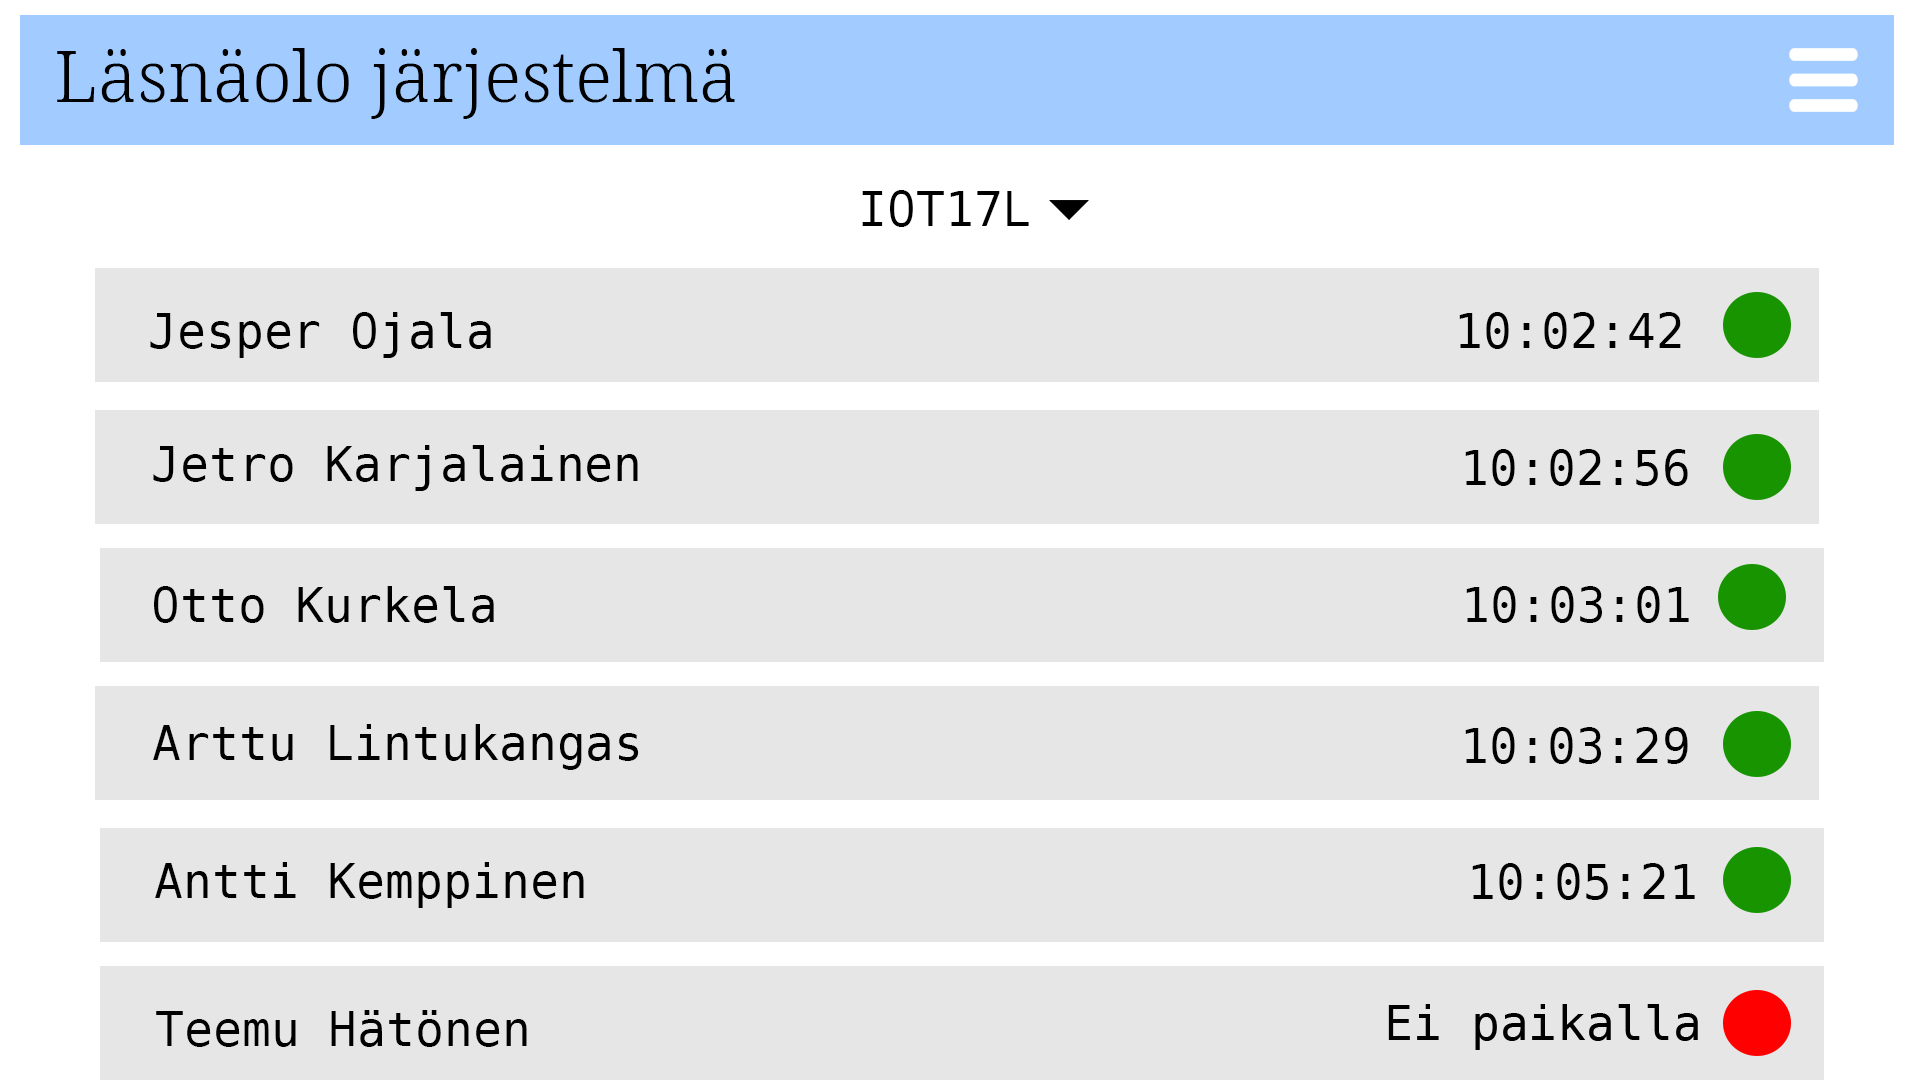 Läsnäolo järjestelmä
IOT17L
Jesper Ojala 10:02:42
Jetro Karjalainen 10:02:56
Otto Kurkela 10:03:01
Arttu Lintukangas 10:03:29
Antti Kemppinen 10:05:21
Teemu Hätönen Ei paikalla